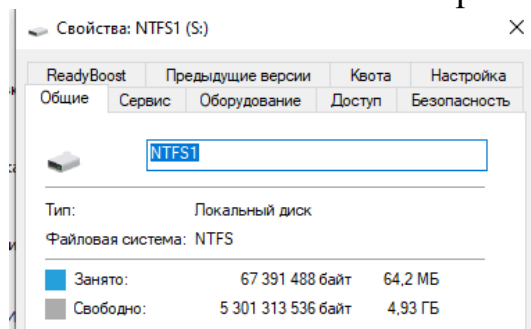 Свойства: NTFS1 (S:)
ReadyBoost Предыдущие версии Квота Настройка
Общие Сервис Оборудование Доступ Безопасность
NTFS1
Тип: Локальный диск
Файловая система: NTFS
Занято: 67 391 488 байт 64,2 МБ
Свободно: 5 301 313 536 байт 4,93 ГБ